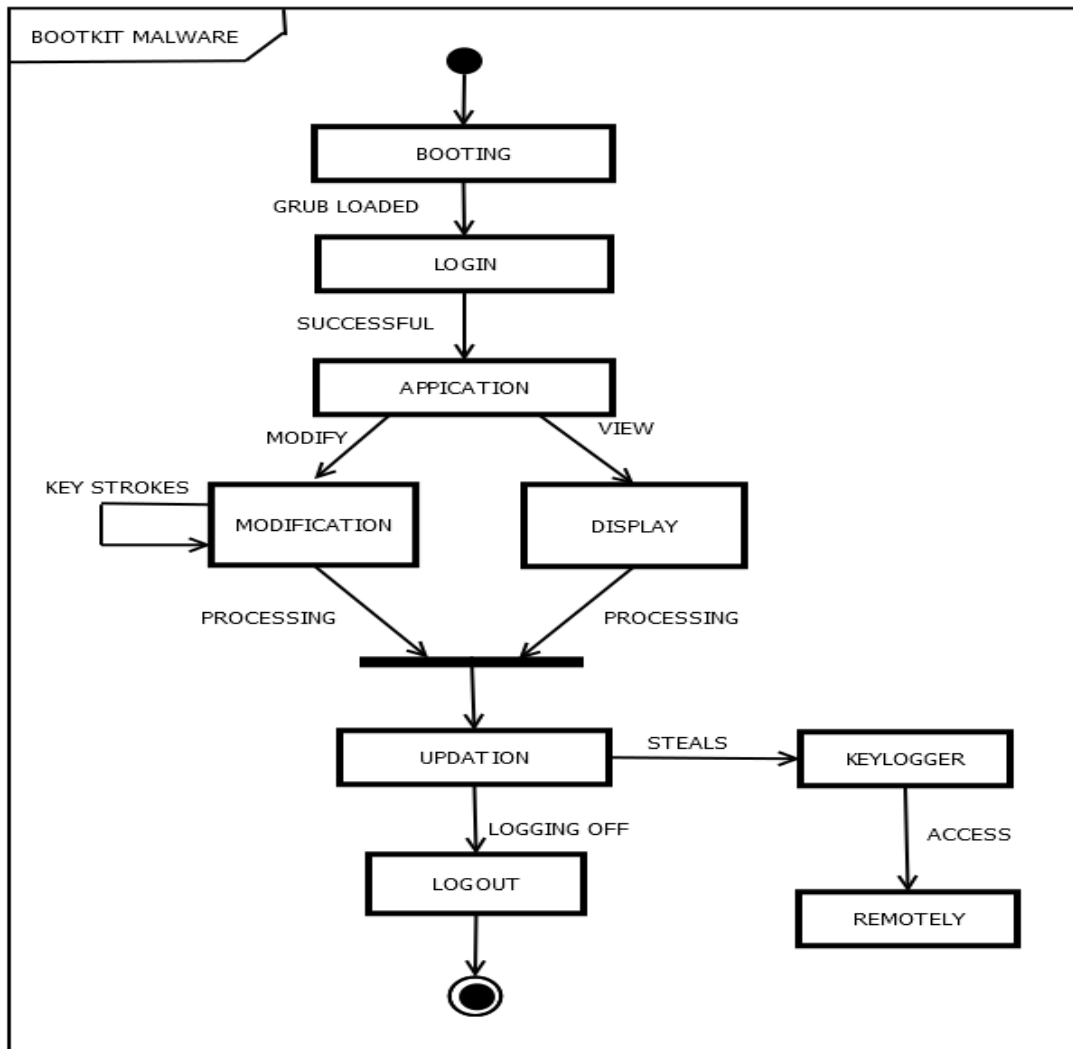 BOOTKIT MALWARE
BOOTING
GRUB LOADED
LOGIN
SUCCESSFUL
APPICATION
MODIFY
VIEW
KEY STROKES
MODIFICATION
DISPLAY
PROCESSING
PROCESSING
UPDATION
STEALS
KEYLOGGER
LOGGING OFF
ACCESS
LOGOUT
REMOTELY